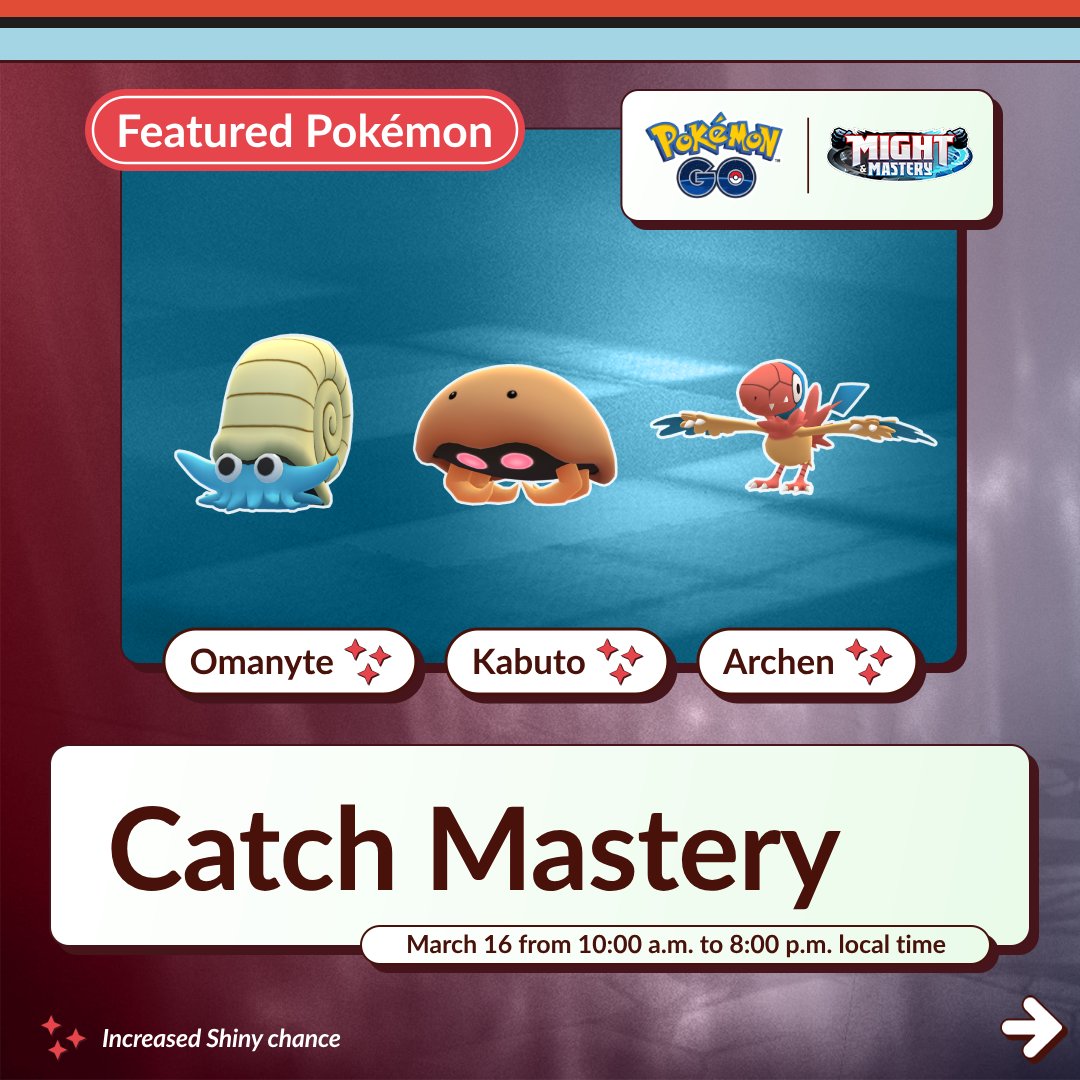 Featured Pokémon
POKÉMON
GO
MIGHT
& MASTERY
Omanyte
Kabuto
Archen
Catch Mastery
March 16 from 10:00 a.m. to 8:00 p.m. local time
Increased Shiny chance